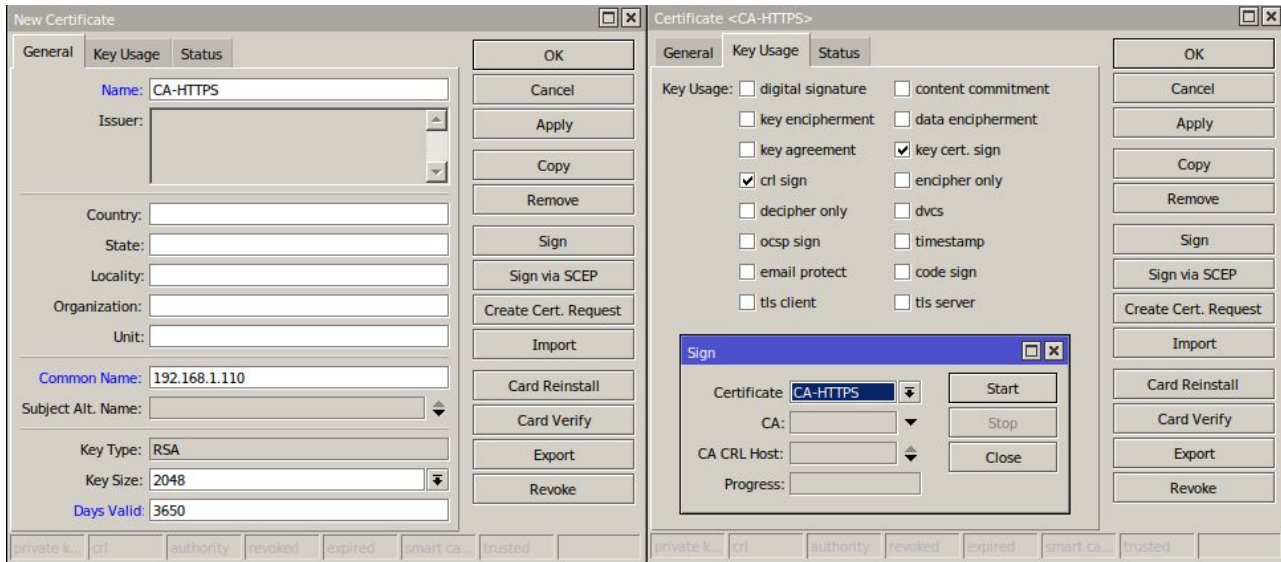 New Certificate
General Key Usage Status
Name: CA-HTTPS
Issuer:
Country:
State:
Locality:
Organization:
Unit:
Common Name: 192.168.1.110
Subject Alt. Name:
Key Type: RSA
Key Size: 2048
Days Valid: 3650
OK
Cancel
Apply
Copy
Remove
Sign
Sign via SCEP
Create Cert. Request
Import
Card Reinstall
Card Verify
Export
Revoke
private k... crl authority revoked expired smart ca... trusted
Certificate <CA-HTTPS>
General Key Usage Status
Key Usage: digital signature content commitment
key encipherment data encipherment
key agreement key cert. sign
crl sign encipher only
decipher only dvcs
ocsp sign timestamp
email protect code sign
tls client tls server
Sign
Certificate CA-HTTPS Start
CA: Stop
CA CRL Host: Close
Progress:
OK
Cancel
Apply
Copy
Remove
Sign
Sign via SCEP
Create Cert. Request
Import
Card Reinstall
Card Verify
Export
Revoke
private k... crl authority revoked expired smart ca... trusted